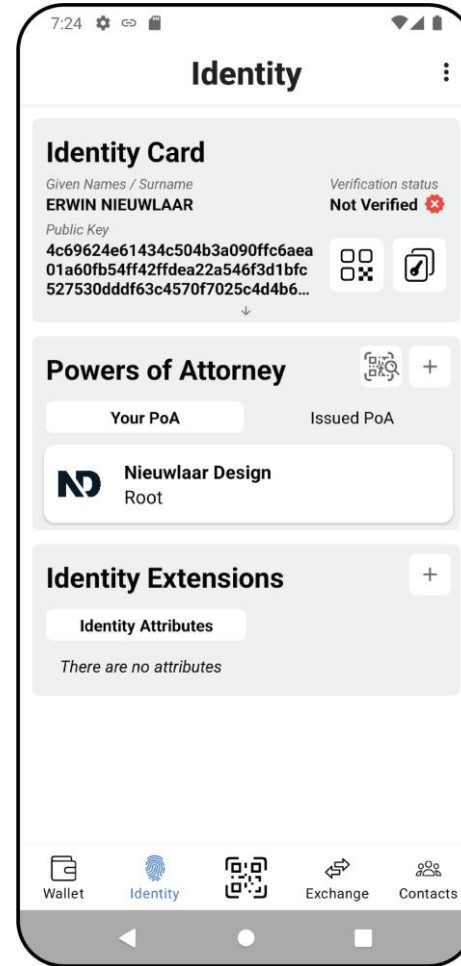 7:24
Identity
Identity Card
Given Names / Surname
ERWIN NIEUWLAAR
Verification status
Not Verified
Public Key
4c69624e61434c504b3a090ffc6aea
01a60fb54ff42ffdea22a546f3d1bfc
527530dddf63c4570f7025c4d4b6...
Powers of Attorney
Your PoA
Issued PoA
ND
Nieuwlaar Design
Root
Identity Extensions
Identity Attributes
There are no attributes
Wallet
Identity
Exchange
Contacts